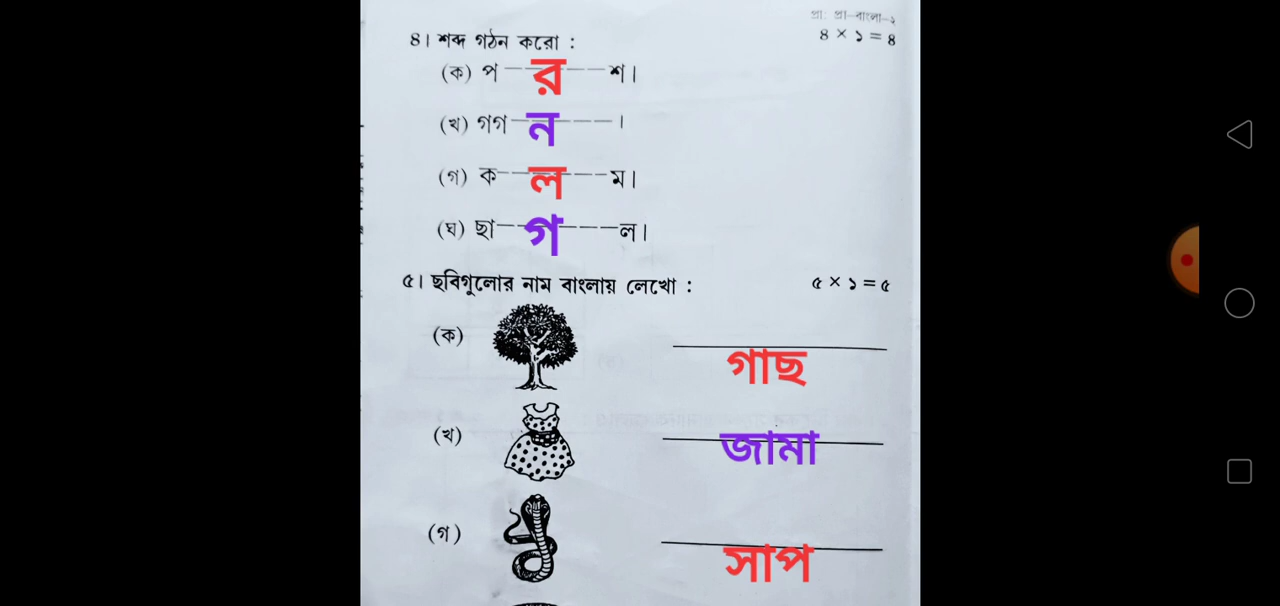 প্রা: প্রা–বাংলা–১
৪। শব্দ গঠন করো : ৪ × ১ = ৪
(ক) প র শ।
(খ) গগ ন ।
(গ) ক ল ম।
(ঘ) ছা গ ল।
৫। ছবিগুলোর নাম বাংলায় লেখো : ৫ × ১ = ৫
(ক) গাছ
(খ) জামা
(গ) সাপ